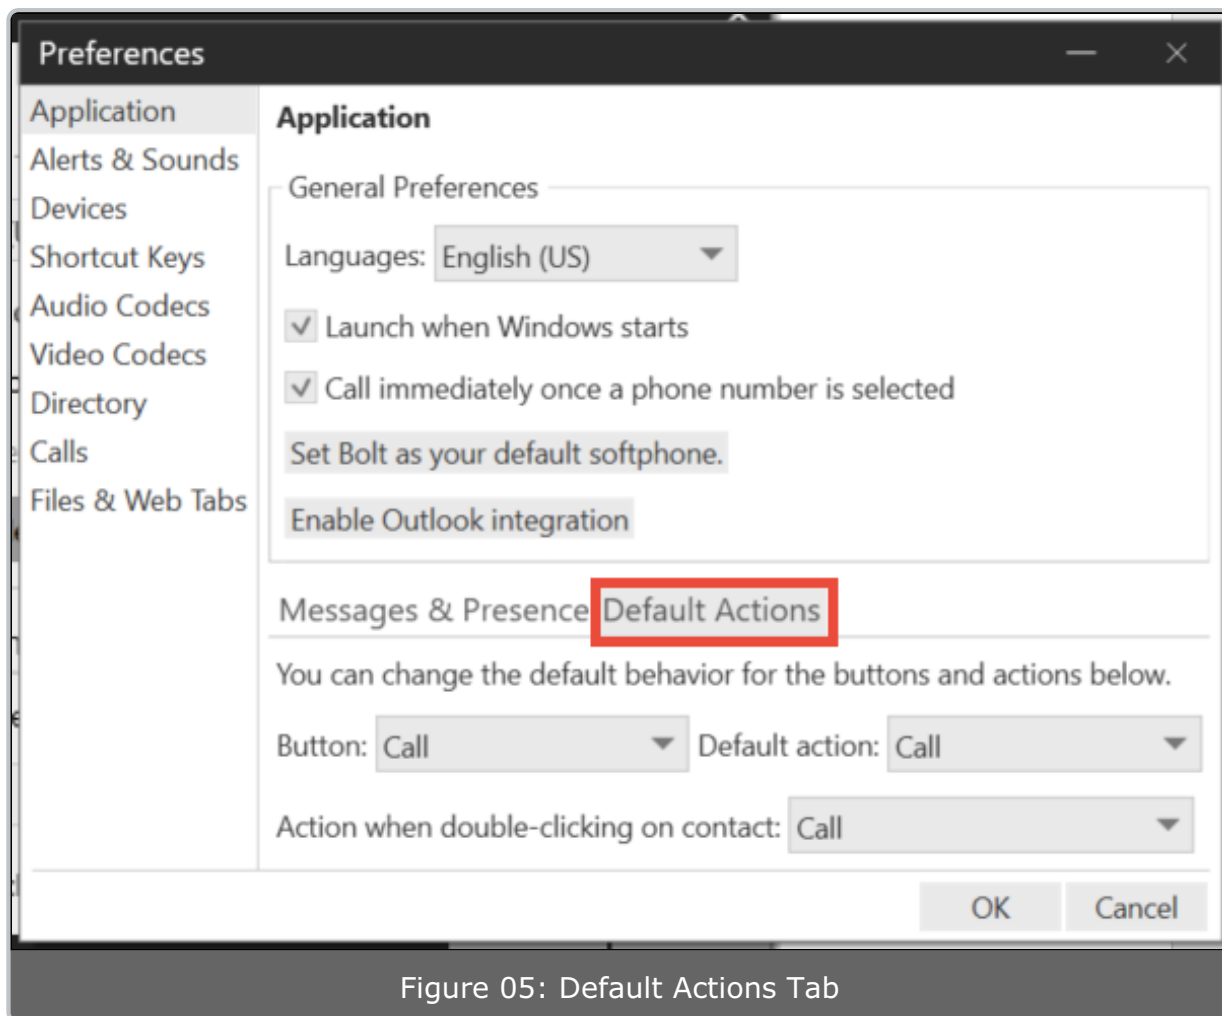 Preferences
Application
Alerts & Sounds
Devices
Shortcut Keys
Audio Codecs
Video Codecs
Directory
Calls
Files & Web Tabs
Application
General Preferences
Languages: English (US)
Launch when Windows starts
Call immediately once a phone number is selected
Set Bolt as your default softphone.
Enable Outlook integration
Messages & Presence Default Actions
You can change the default behavior for the buttons and actions below.
Button: Call Default action: Call
Action when double-clicking on contact: Call
OK Cancel
Figure 05: Default Actions Tab